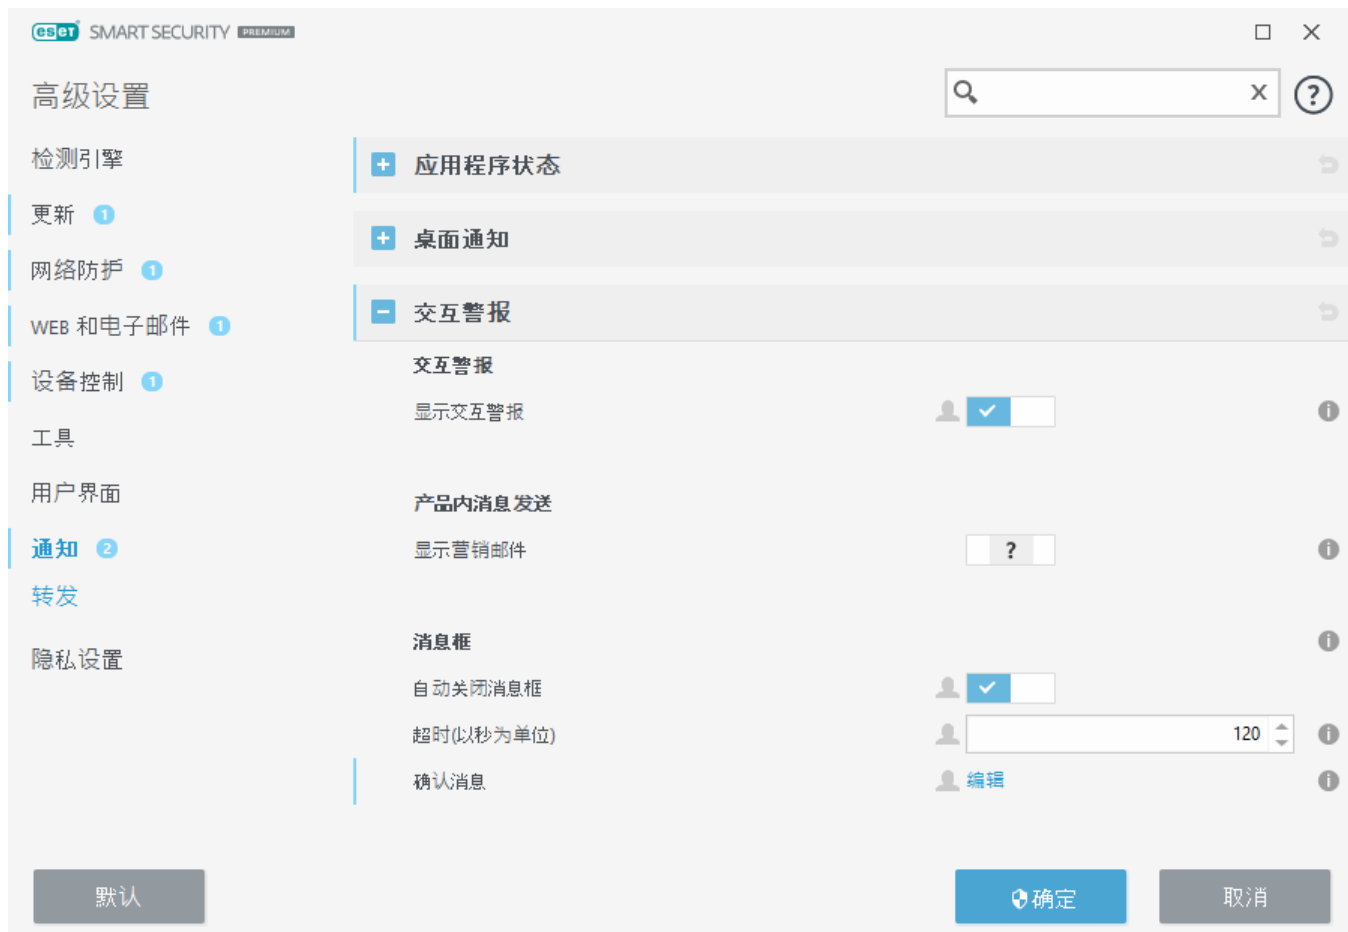 eset SMART SECURITY PREMIUM
高级设置
x
?
检测引擎
更新 1
网络防护 1
WEB 和电子邮件 1
设备控制 1
工具
用户界面
通知 2
转发
隐私设置
应用程序状态
桌面通知
交互警报
交互警报
显示交互警报
产品内消息发送
显示营销邮件 ?
消息框
自动关闭消息框
超时(以秒为单位) 120
确认消息 编辑
默认
确定
取消